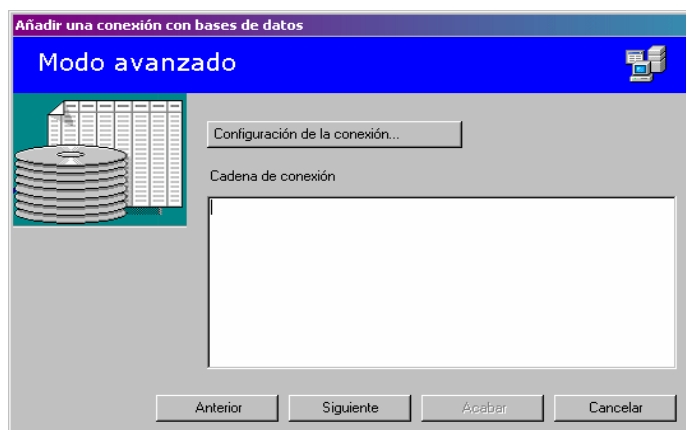 Añadir una conexión con bases de datos
Modo avanzado
Configuración de la conexión...
Cadena de conexión
Anterior Siguiente Acabar Cancelar